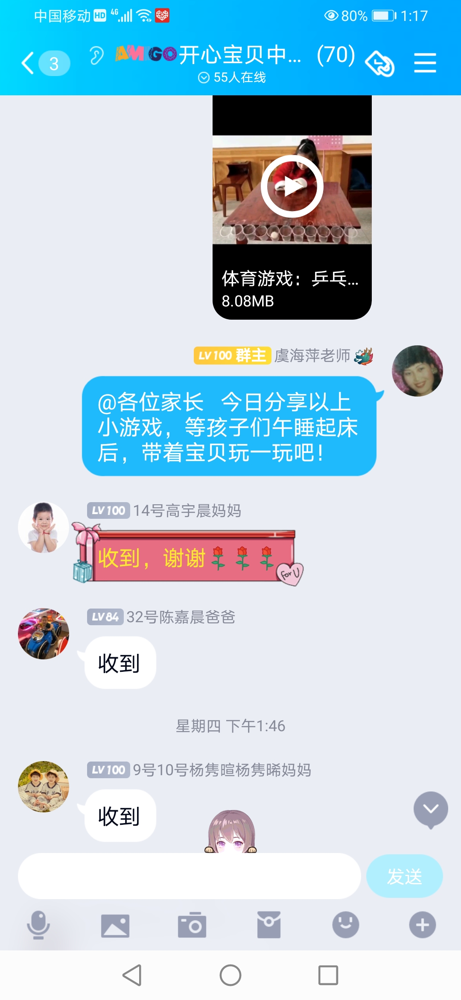 中国移动 HD 4G 80% 1:17
3 AMIGO开心宝贝中... (70)
55人在线
体育游戏：乒乓...
8.08MB
LV100 群主 虞海萍老师
@各位家长 今日分享以上
小游戏，等孩子们午睡起床
后，带着宝贝玩一玩吧！
LV100 14号高宇晨妈妈
收到，谢谢
for U
LV84 32号陈嘉晨爸爸
收到
星期四 下午1:46
LV100 9号10号杨隽暄杨隽晞妈妈
收到
发送